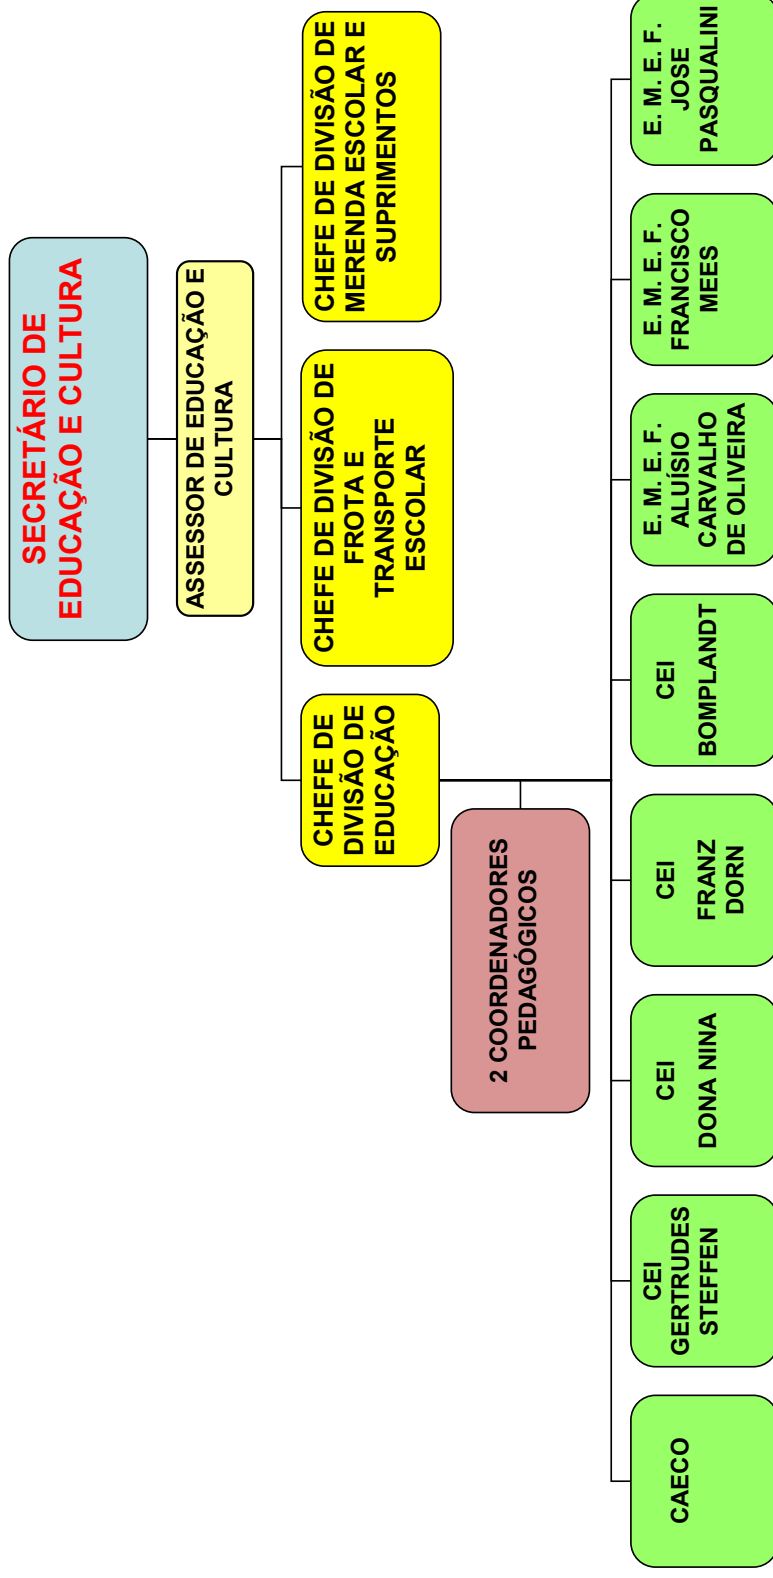 SECRETÁRIO DE
EDUCAÇÃO E CULTURA
ASSESSOR DE EDUCAÇÃO E
CULTURA
CHEFE DE
DIVISÃO DE
EDUCAÇÃO
CHEFE DE DIVISÃO DE
FROTA E
TRANSPORTE
ESCOLAR
CHEFE DE DIVISÃO DE
MERENDA ESCOLAR E
SUPRIMENTOS
2 COORDENADORES
PEDAGÓGICOS
CAECO
CEI
GERTRUDES
STEFFEN
CEI
DONA NINA
CEI
FRANZ
DORN
CEI
BOMPLANDT
E. M. E. F.
ALUÍSIO
CARVALHO
DE OLIVEIRA
E. M. E. F.
FRANCISCO
MEES
E. M. E. F.
JOSE
PASQUALINI